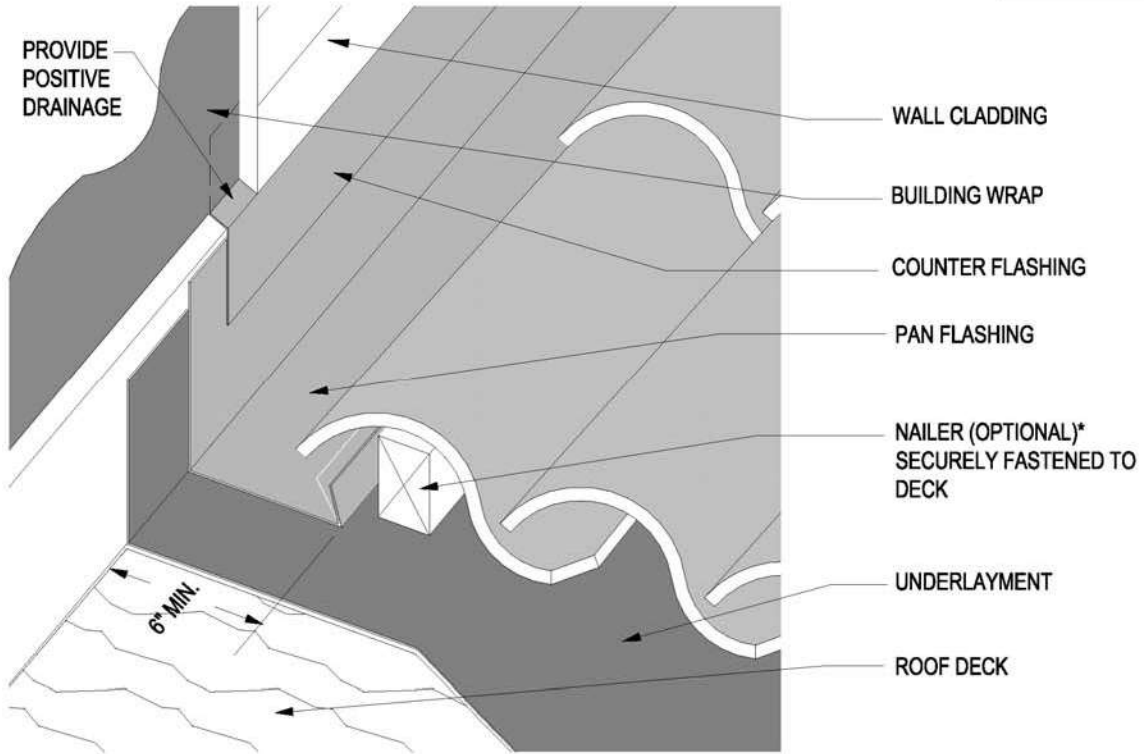 PROVIDE
POSITIVE
DRAINAGE
WALL CLADDING
BUILDING WRAP
COUNTER FLASHING
PAN FLASHING
NAILER (OPTIONAL)*
SECURELY FASTENED TO
DECK
UNDERLAYMENT
6" MIN.
ROOF DECK